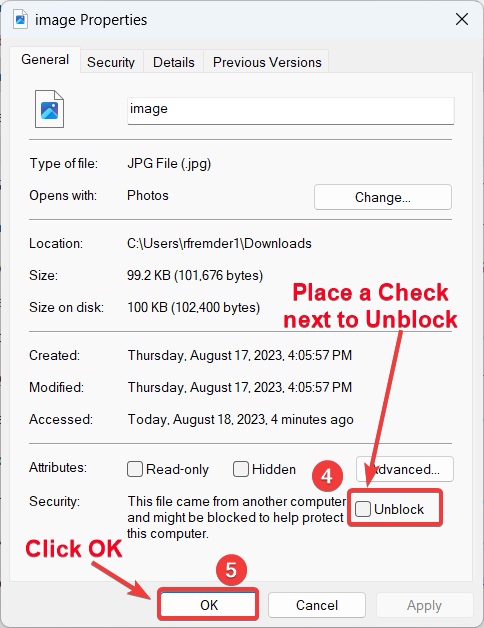 image Properties
General
Security
Details
Previous Versions
image
Type of file:
JPG File (.jpg)
Opens with:
Photos
Change...
Location:
C:\Users\rfremder1\Downloads
Size:
99.2 KB (101,676 bytes)
Size on disk:
100 KB (102,400 bytes)
Place a Check
next to Unblock
Created:
Thursday, August 17, 2023, 4:05:57 PM
Modified:
Thursday, August 17, 2023, 4:05:57 PM
Accessed:
Today, August 18, 2023, 4 minutes ago
Attributes:
Read-only
Hidden
4
Advanced...
Security:
This file came from another computer
and might be blocked to help protect
this computer.
Unblock
Click OK
5
OK
Cancel
Apply